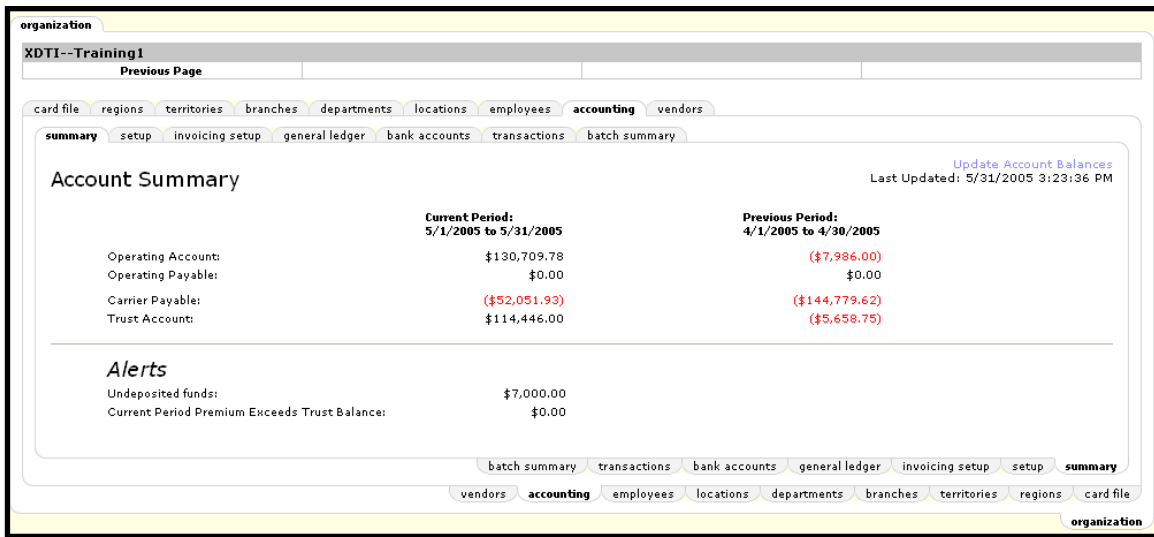 organization
XDTI--Training1
Previous Page
card file regions territories branches departments locations employees accounting vendors
summary setup invoicing setup general ledger bank accounts transactions batch summary
Update Account Balances
Account Summary
Last Updated: 5/31/2005 3:23:36 PM
Current Period: Previous Period:
5/1/2005 to 5/31/2005 4/1/2005 to 4/30/2005
Operating Account: $130,709.78 ($7,986.00)
Operating Payable: $0.00 $0.00
Carrier Payable: ($52,051.93) ($144,779.62)
Trust Account: $114,446.00 ($5,658.75)
Alerts
Undeposited funds: $7,000.00
Current Period Premium Exceeds Trust Balance: $0.00
batch summary transactions bank accounts general ledger invoicing setup setup summary
vendors accounting employees locations departments branches territories regions card file
organization